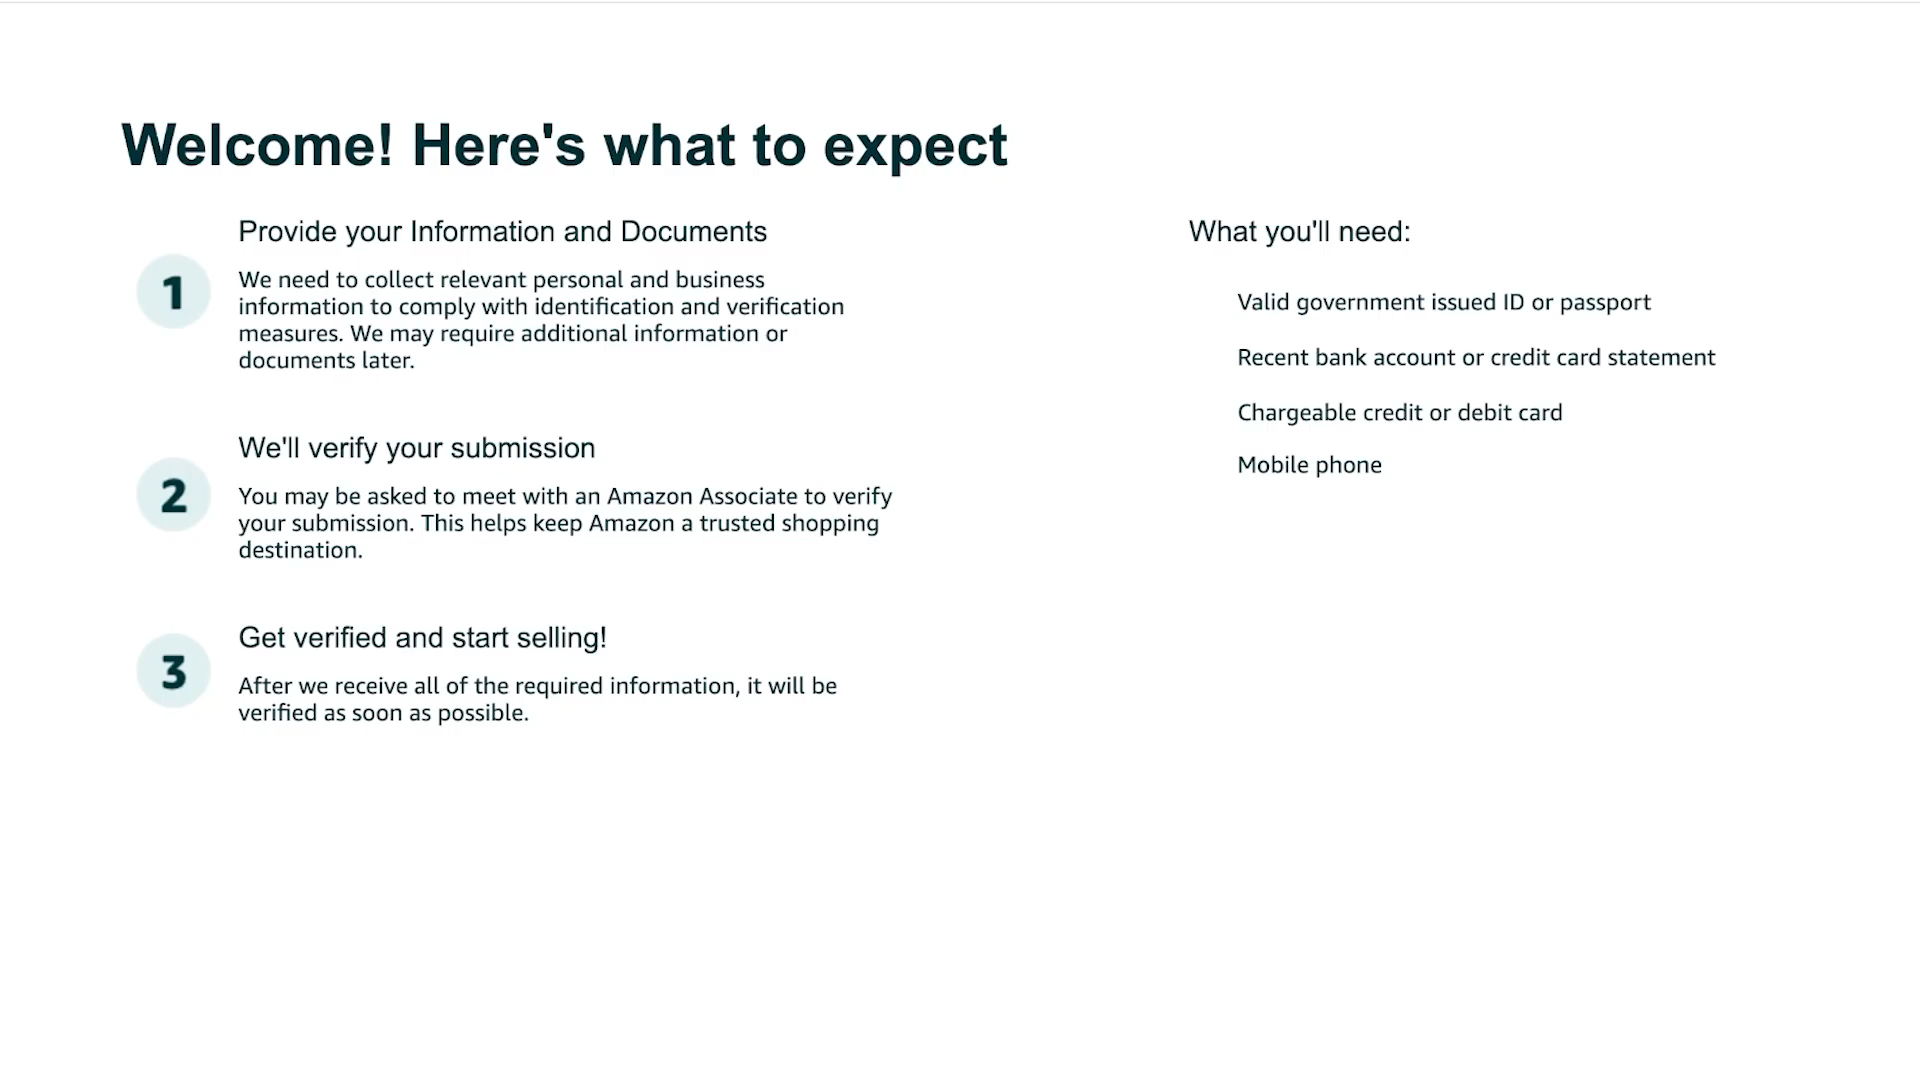 Welcome! Here's what to expect
1
Provide your Information and Documents
We need to collect relevant personal and business
information to comply with identification and verification
measures. We may require additional information or
documents later.
2
We'll verify your submission
You may be asked to meet with an Amazon Associate to verify
your submission. This helps keep Amazon a trusted shopping
destination.
3
Get verified and start selling!
After we receive all of the required information, it will be
verified as soon as possible.
What you'll need:
Valid government issued ID or passport
Recent bank account or credit card statement
Chargeable credit or debit card
Mobile phone